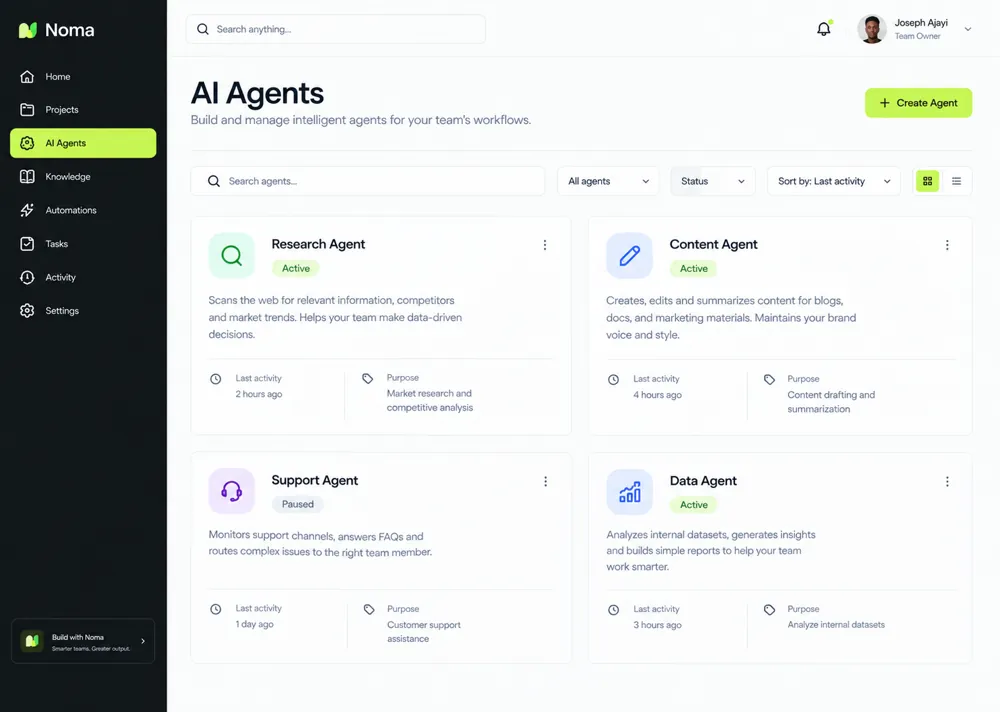 Noma
Home
Projects
AI Agents
Knowledge
Automations
Tasks
Activity
Settings
Build with Noma
Smarter teams. Greater output.
Search anything...
Joseph Ajayi
Team Owner
AI Agents
Build and manage intelligent agents for your team's workflows.
Create Agent
Search agents...
All agents
Status
Sort by: Last activity
Research Agent
Active
Scans the web for relevant information, competitors
and market trends. Helps your team make data-driven
decisions.
Last activity
2 hours ago
Purpose
Market research and
competitive analysis
Content Agent
Active
Creates, edits and summarizes content for blogs,
docs, and marketing materials. Maintains your brand
voice and style.
Last activity
4 hours ago
Purpose
Content drafting and
summarization
Support Agent
Paused
Monitors support channels, answers FAQs and
routes complex issues to the right team member.
Last activity
1 day ago
Purpose
Customer support
assistance
Data Agent
Active
Analyzes internal datasets, generates insights
and builds simple reports to help your team
work smarter.
Last activity
3 hours ago
Purpose
Analyze internal datasets